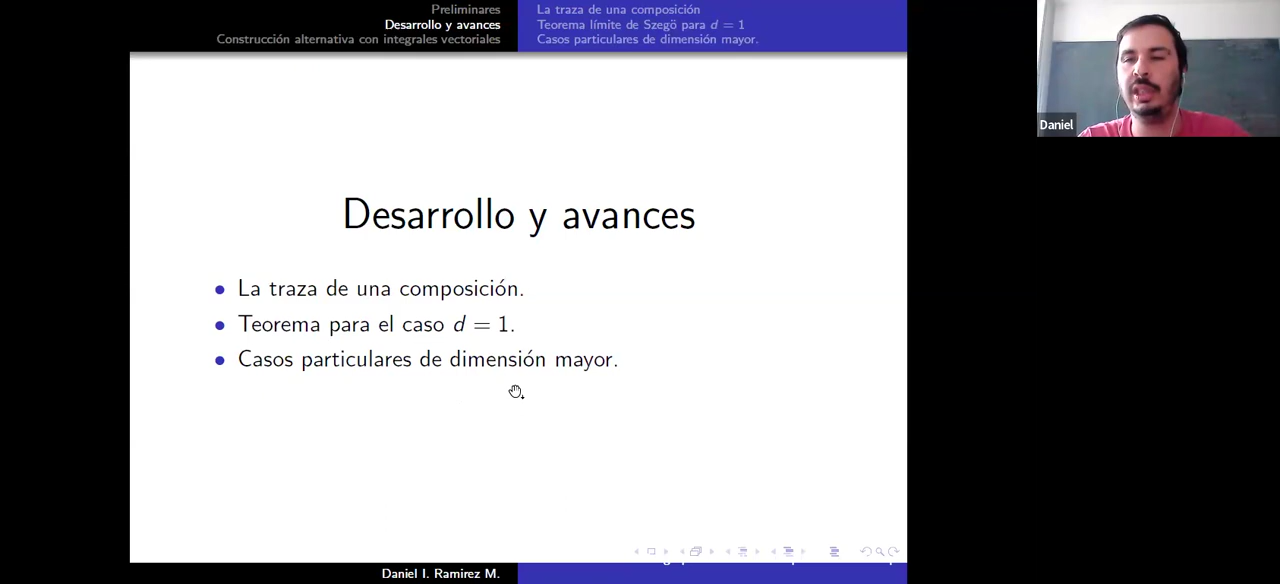 Preliminares
Desarrollo y avances
Construcción alternativa con integrales vectoriales
La traza de una composición
Teorema límite de Szegö para d = 1
Casos particulares de dimensión mayor.
Daniel
Desarrollo y avances
• La traza de una composición.
• Teorema para el caso d = 1.
• Casos particulares de dimensión mayor.
Daniel I. Ramirez M.